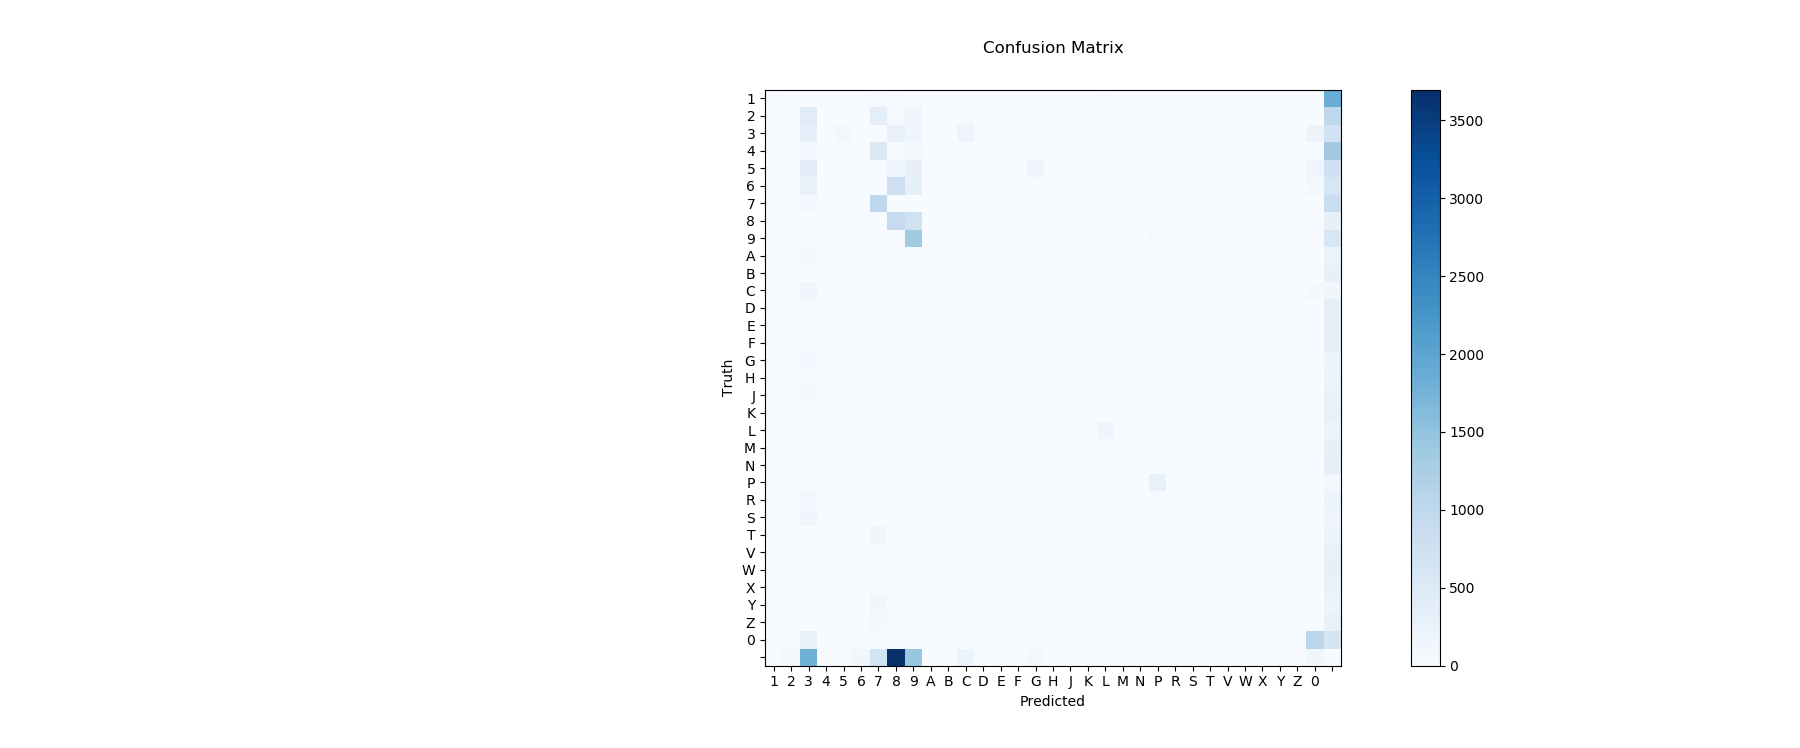 Confusion Matrix
1
2
3
4
5
6
7
8
9
A
B
C
D
E
F
G
H
J
K
L
M
N
P
R
S
T
V
W
X
Y
Z
0
Truth
1 2 3 4 5 6 7 8 9 A B C D E F G H J K L M N P R S T V W X Y Z 0
Predicted
3500
3000
2500
2000
1500
1000
500
0